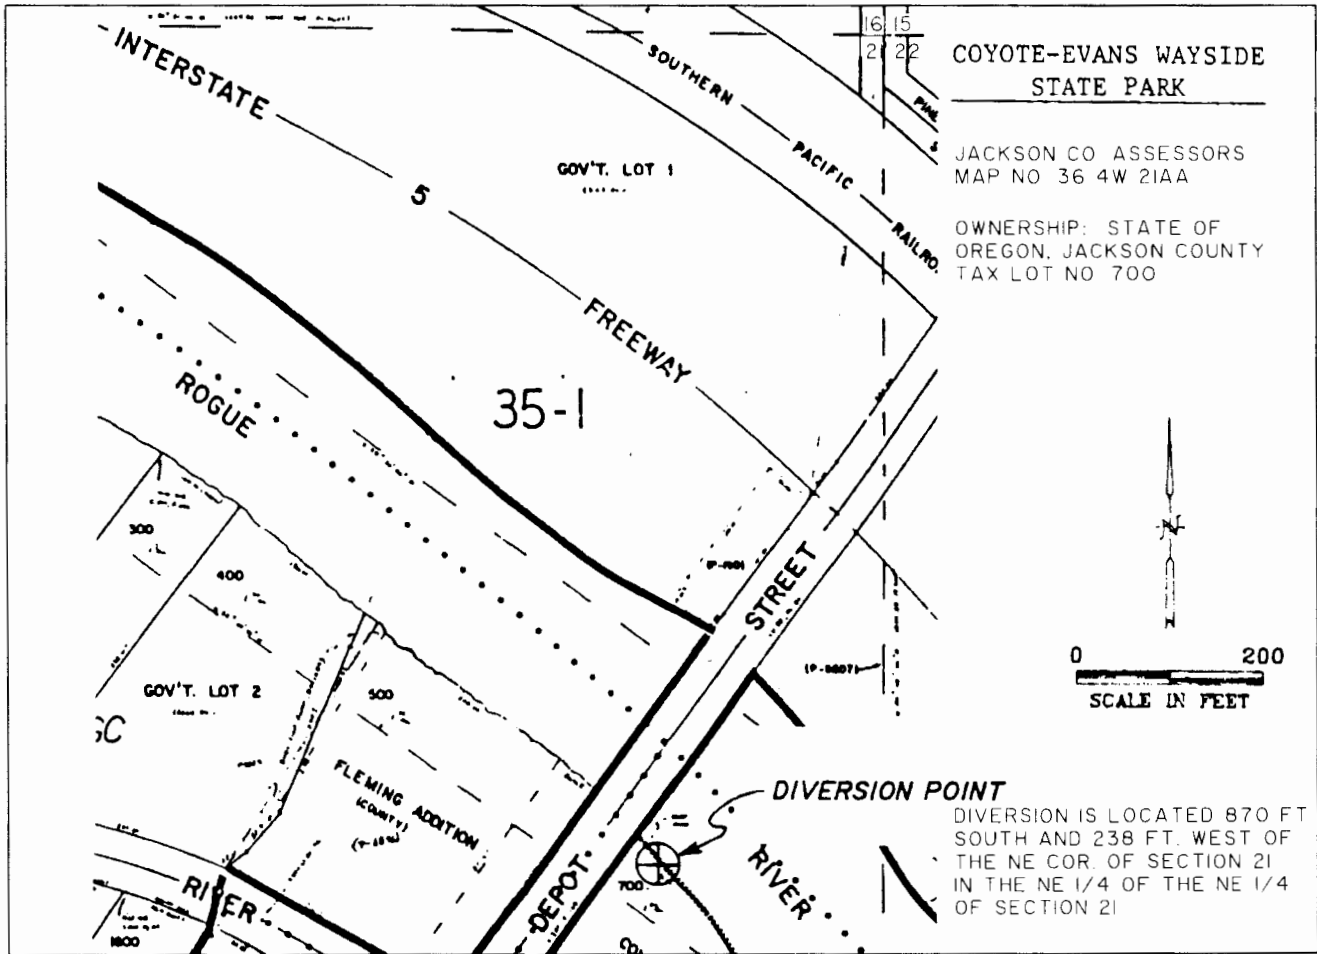 16 15
2 22
COYOTE-EVANS WAYSIDE
STATE PARK
JACKSON CO ASSESSORS
MAP NO 36 4W 21AA
OWNERSHIP: STATE OF
OREGON, JACKSON COUNTY
TAX LOT NO 700
INTERSTATE
5
FREEWAY
SOUTHERN
PACIFIC
RAILRO
GOV'T. LOT 1
1
35-1
ROGUE
300
400
500
GOV'T. LOT 2
GC
FLEMING ADDITION
(COUNTY)
STREET
DEPOT
RIVER
1800
700
RIVER
N
0 200
SCALE IN FEET
DIVERSION POINT
DIVERSION IS LOCATED 870 FT
SOUTH AND 238 FT. WEST OF
THE NE COR. OF SECTION 21
IN THE NE 1/4 OF THE NE 1/4
OF SECTION 21